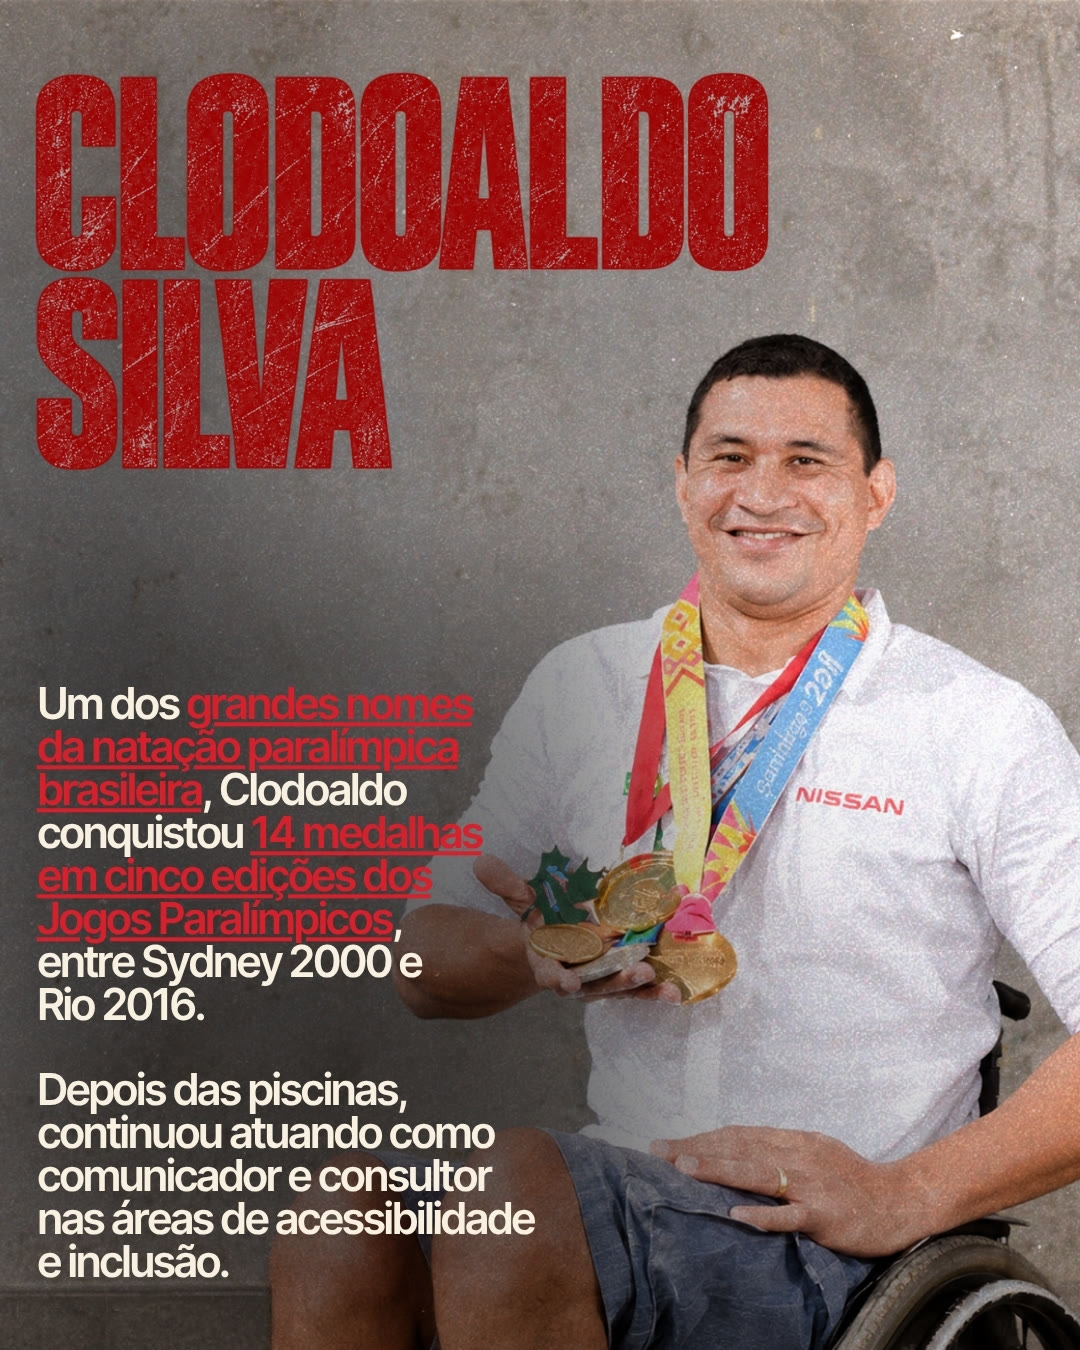 CLODOALDO
SILVA
Um dos grandes nomes
da natação paralímpica
brasileira, Clodoaldo
conquistou 14 medalhas
em cinco edições dos
Jogos Paralímpicos,
entre Sydney 2000 e
Rio 2016.
Depois das piscinas,
continuou atuando como
comunicador e consultor
nas áreas de acessibilidade
e inclusão.
NISSAN